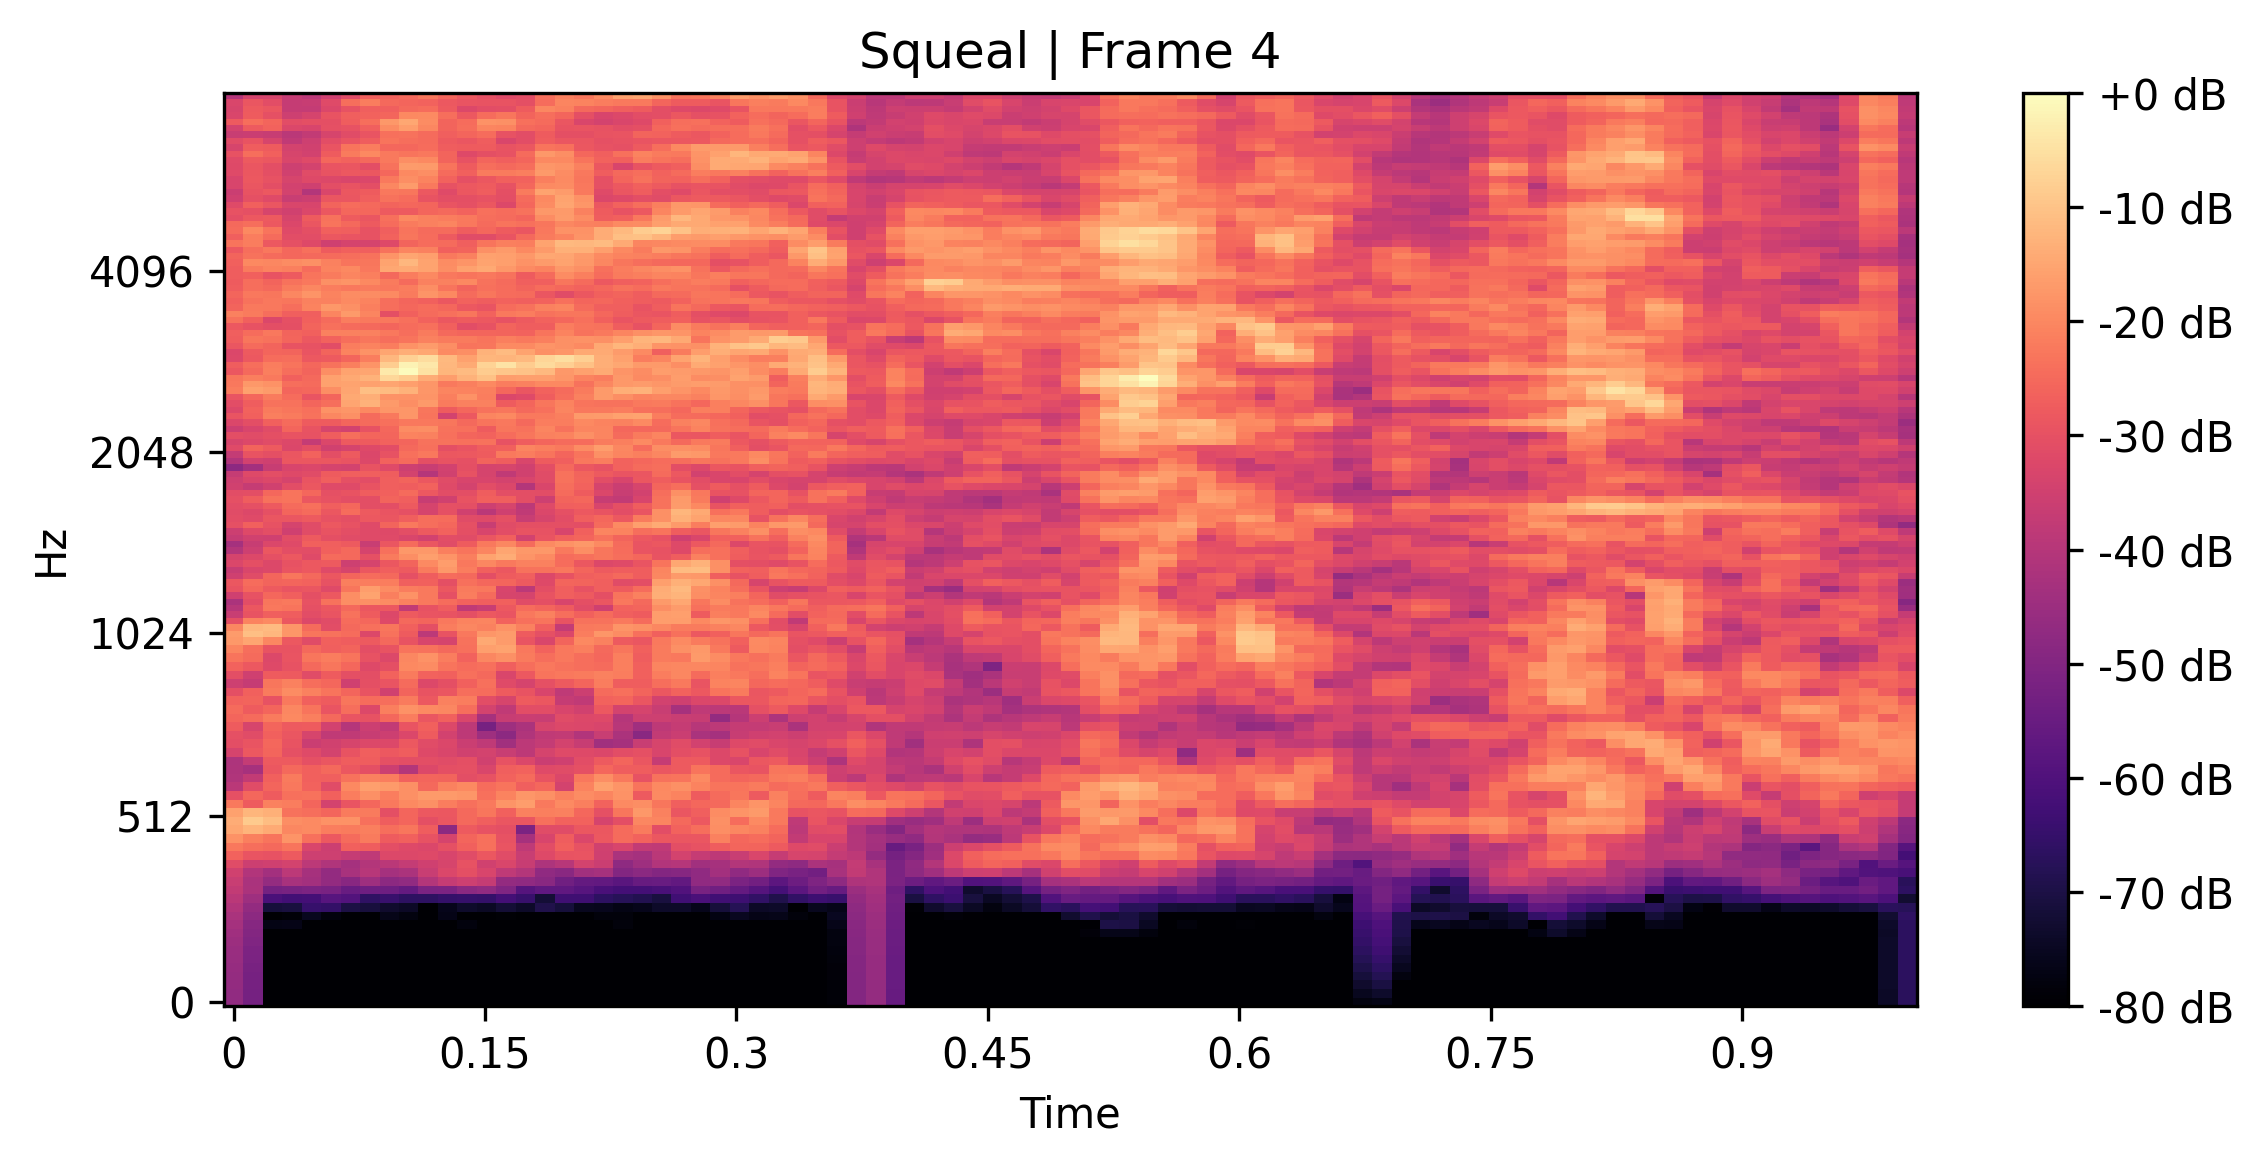 Squeal | Frame 4
Hz
4096
2048
1024
512
0
0 0.15 0.3 0.45 0.6 0.75 0.9
Time
+0 dB
-10 dB
-20 dB
-30 dB
-40 dB
-50 dB
-60 dB
-70 dB
-80 dB